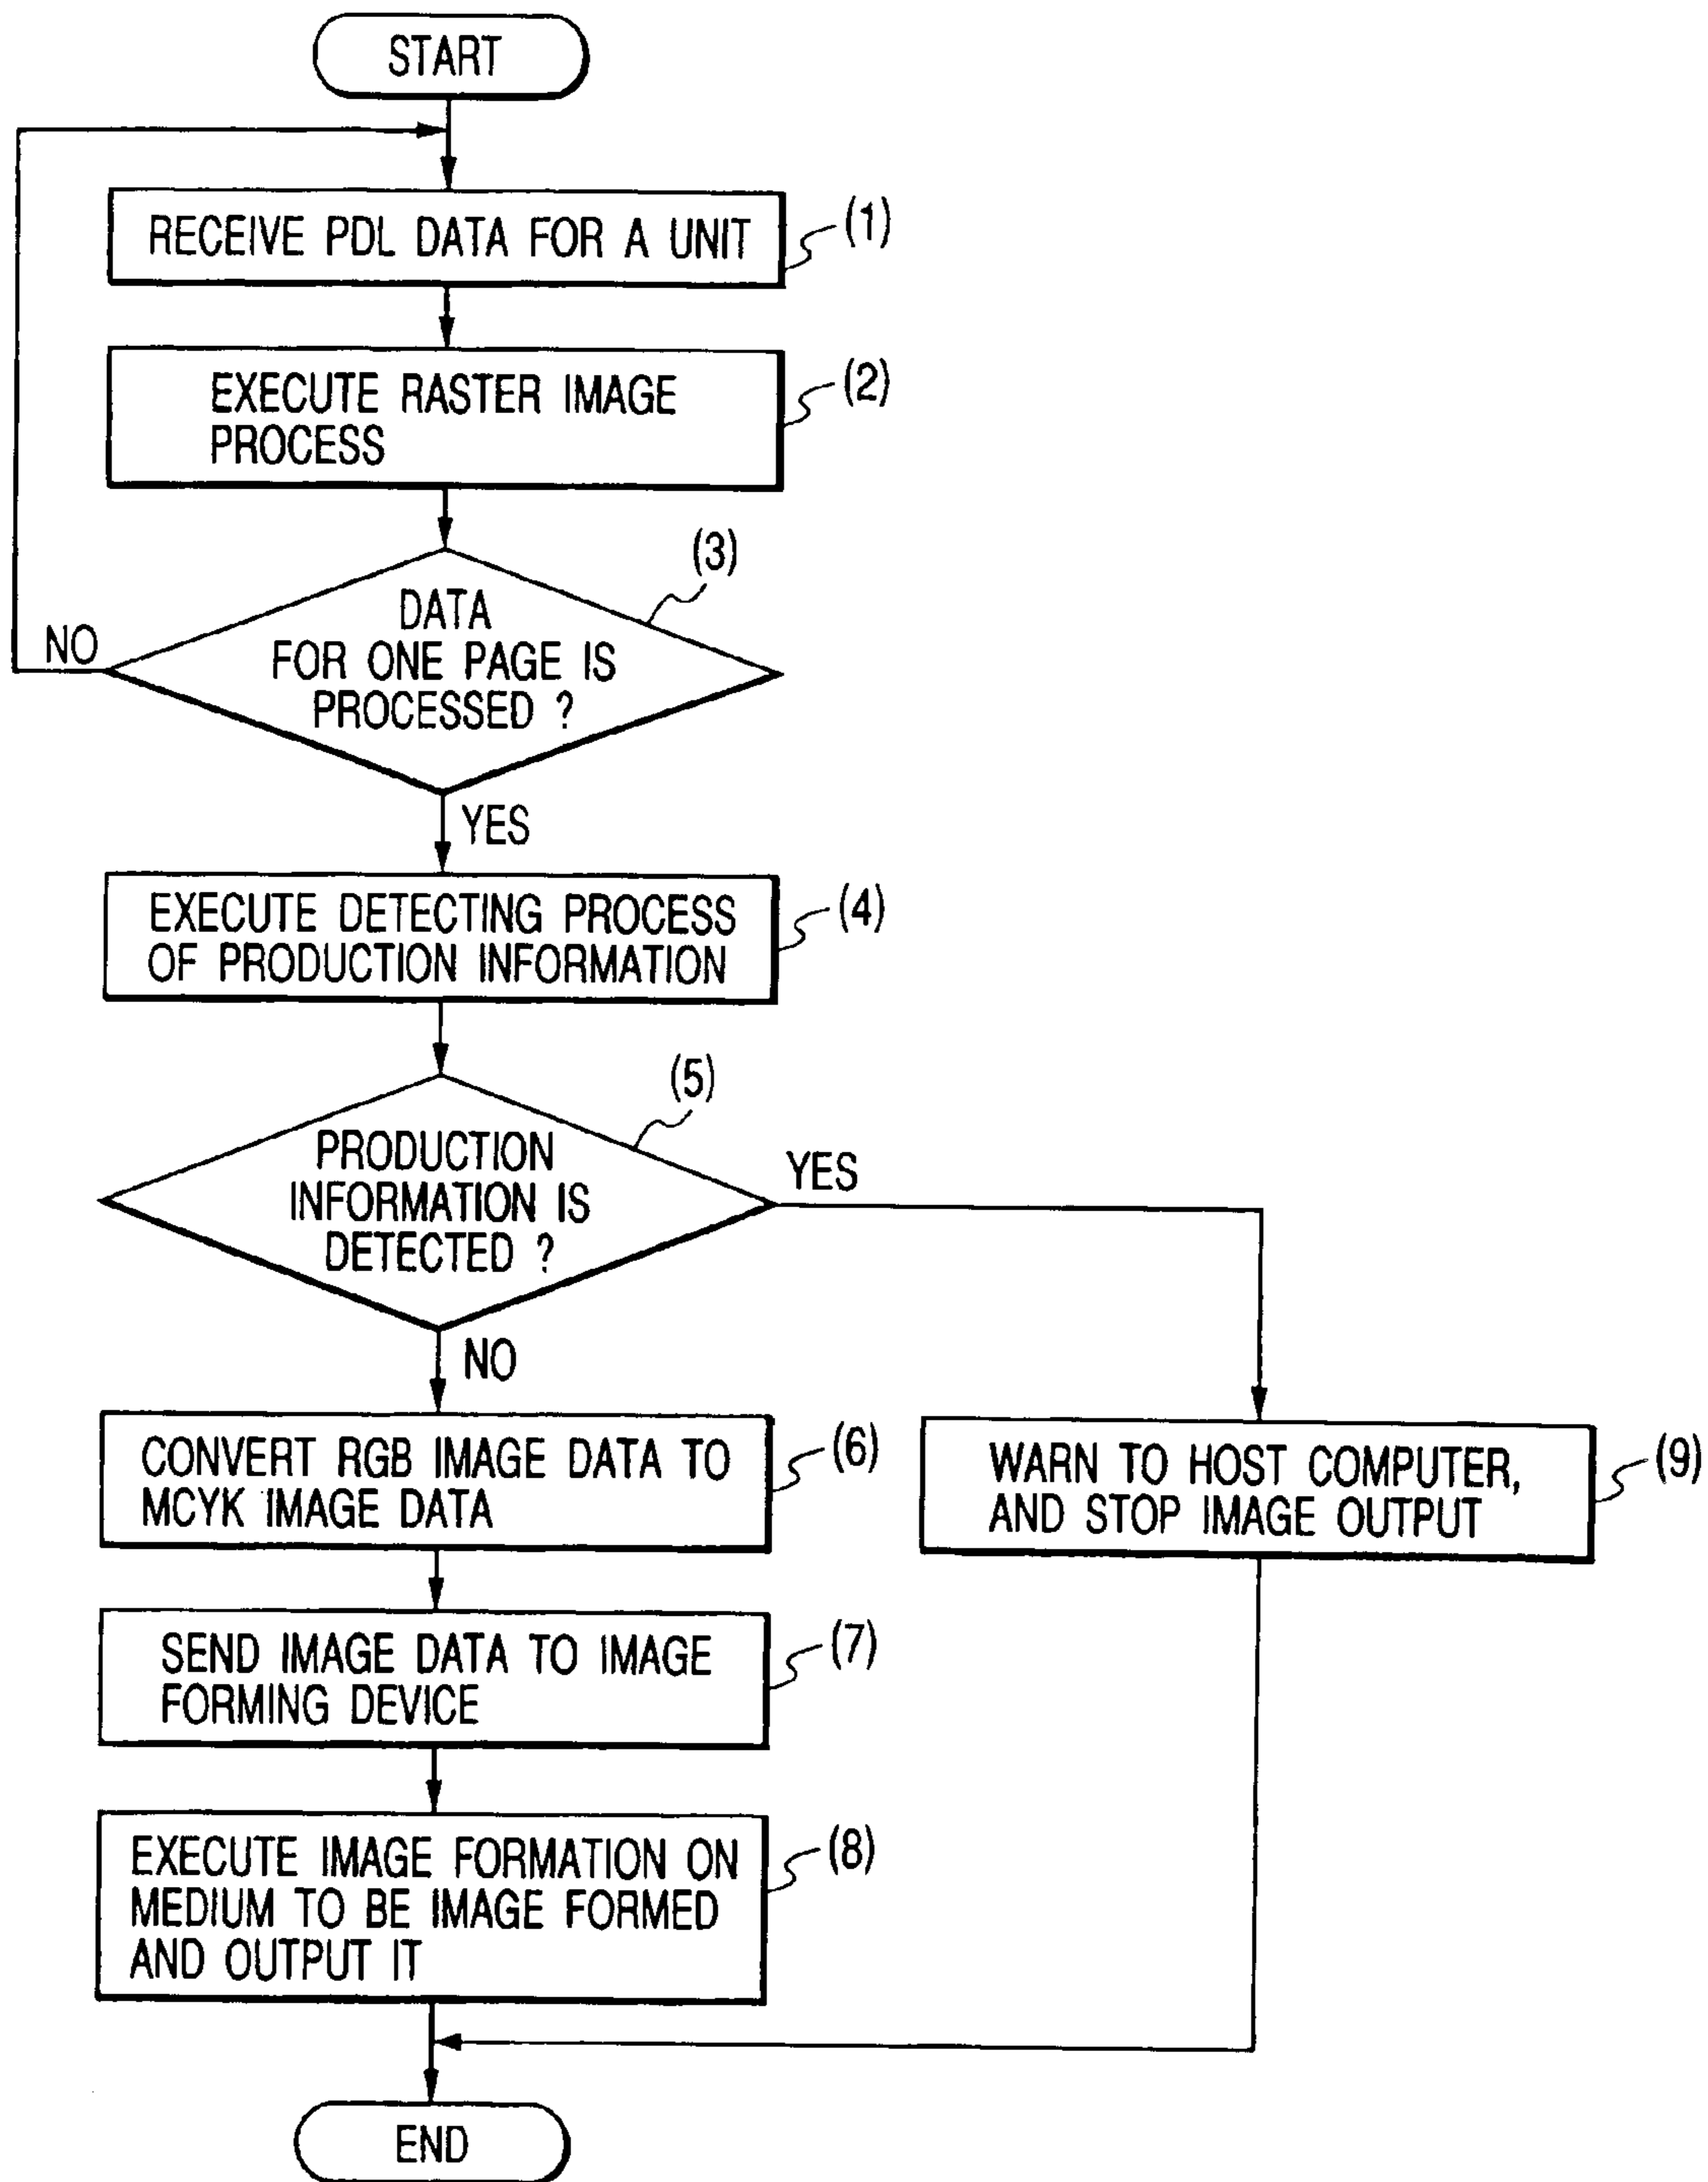 START
RECEIVE PDL DATA FOR A UNIT
(1)
EXECUTE RASTER IMAGE
PROCESS
(2)
DATA
FOR ONE PAGE IS
PROCESSED ?
(3)
NO
YES
EXECUTE DETECTING PROCESS
OF PRODUCTION INFORMATION
(4)
PRODUCTION
INFORMATION IS
DETECTED ?
(5)
YES
NO
CONVERT RGB IMAGE DATA TO
MCYK IMAGE DATA
(6)
WARN TO HOST COMPUTER,
AND STOP IMAGE OUTPUT
(9)
SEND IMAGE DATA TO IMAGE
FORMING DEVICE
(7)
EXECUTE IMAGE FORMATION ON
MEDIUM TO BE IMAGE FORMED
AND OUTPUT IT
(8)
END